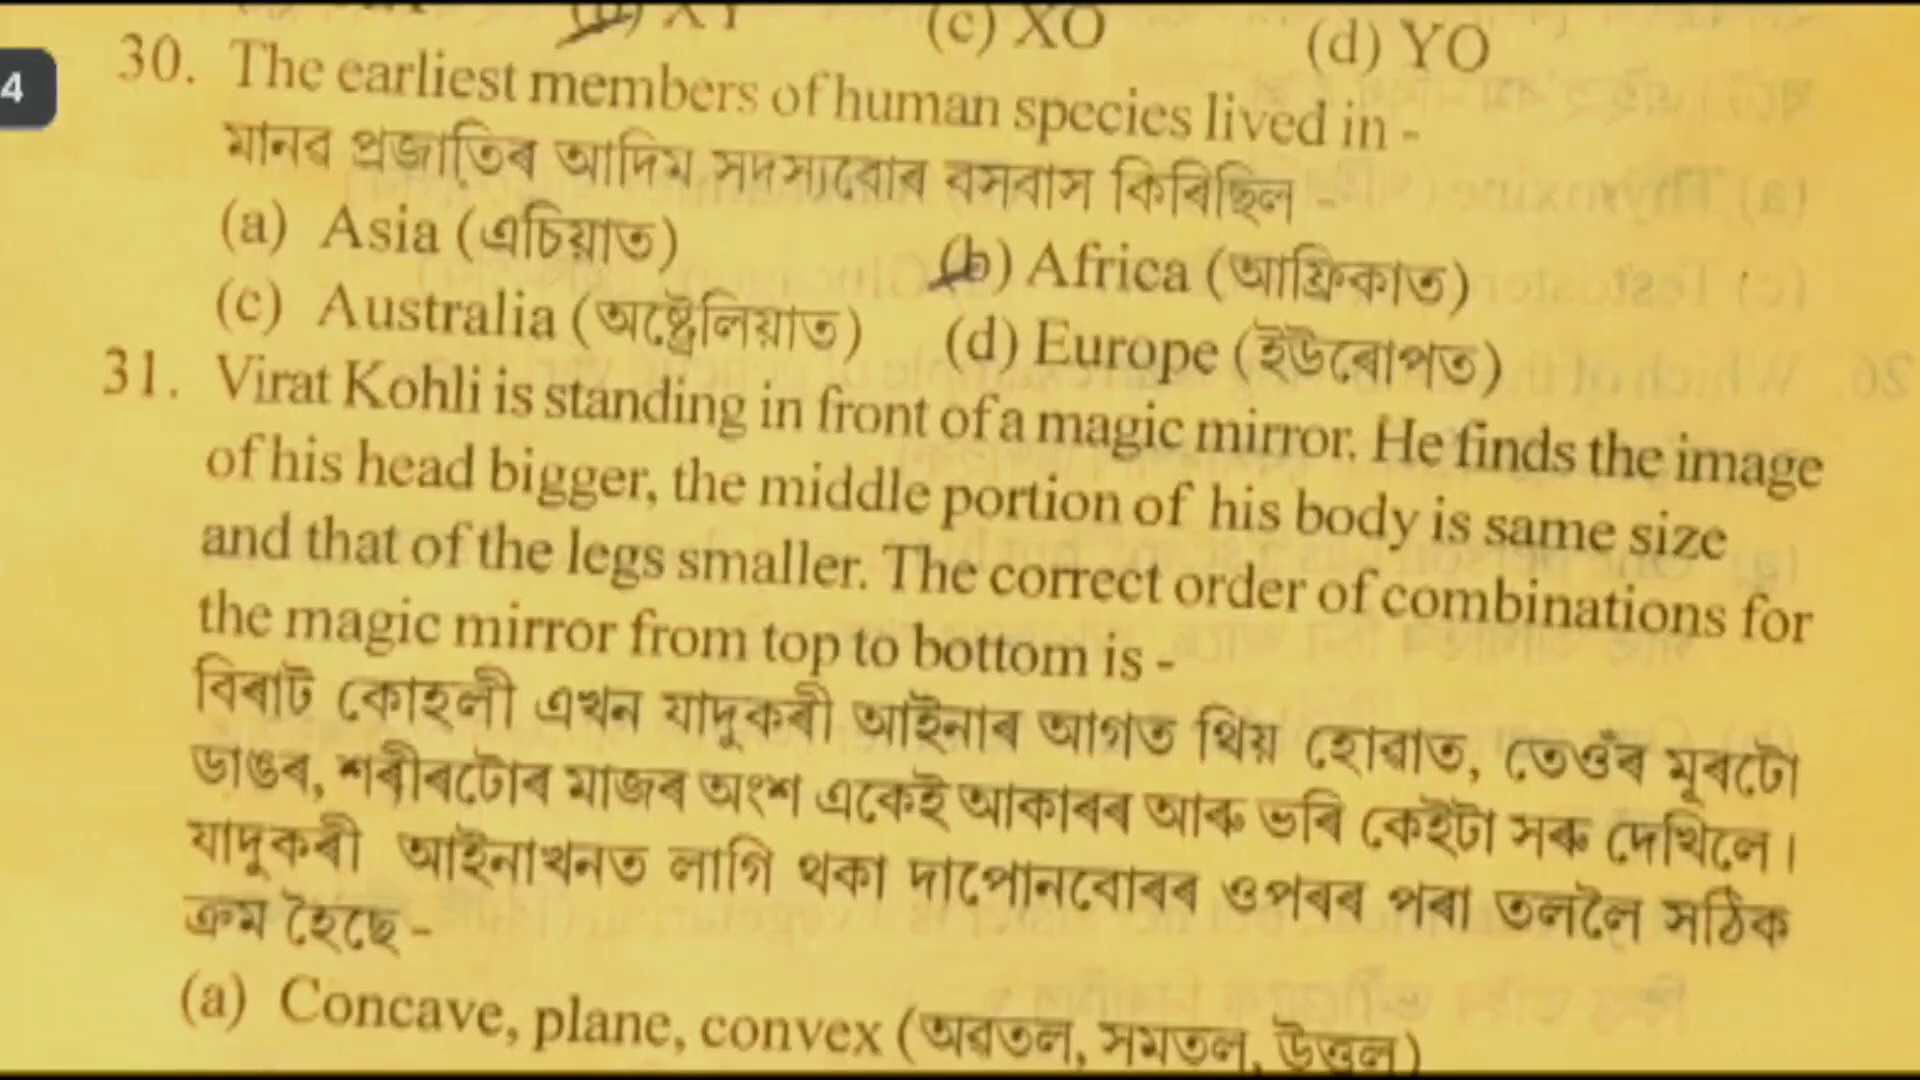 (b) XY (c) XO (d) YO
4
30. The earliest members of human species lived in -
মানৱ প্ৰজাতিৰ আদিম সদস্যবোৰ বসবাস কৰিছিল -
(a) Asia (এচিয়াত) (b) Africa (আফ্ৰিকাত)
(c) Australia (অষ্ট্ৰেলিয়াত) (d) Europe (ইউৰোপত)
31. Virat Kohli is standing in front of a magic mirror. He finds the image
of his head bigger, the middle portion of his body is same size
and that of the legs smaller. The correct order of combinations for
the magic mirror from top to bottom is -
বিৰাট কোহলী এখন যাদুকৰী আইনাৰ আগত থিয় হোৱাত, তেওঁৰ মূৰটো
ডাঙৰ, শৰীৰটোৰ মাজৰ অংশ একেই আকাৰৰ আৰু ভৰি কেইটা সৰু দেখিলে।
যাদুকৰী আইনাখনত লাগি থকা দাপোনবোৰৰ ওপৰৰ পৰা তললৈ সঠিক
ক্ৰম হৈছে -
(a) Concave, plane, convex (অৱতল, সমতল, উত্তল)